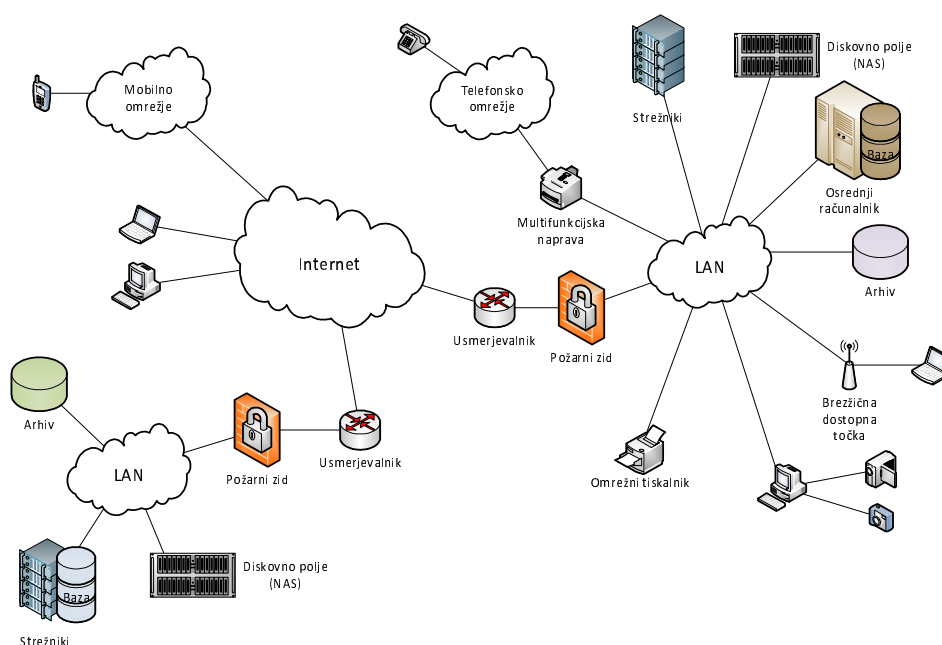 Mobilno
omrežje
Telefonsko
omrežje
Strežniki
Diskovno polje
(NAS)
Baza
Osrednji
računalnik
Multifunkcijska
naprava
Internet
LAN
Arhiv
Usmerjevalnik
Požarni zid
Brezžična
dostopna
točka
Arhiv
LAN
Požarni zid
Usmerjevalnik
Omrežni tiskalnik
Diskovno polje
(NAS)
Baza
Strežniki